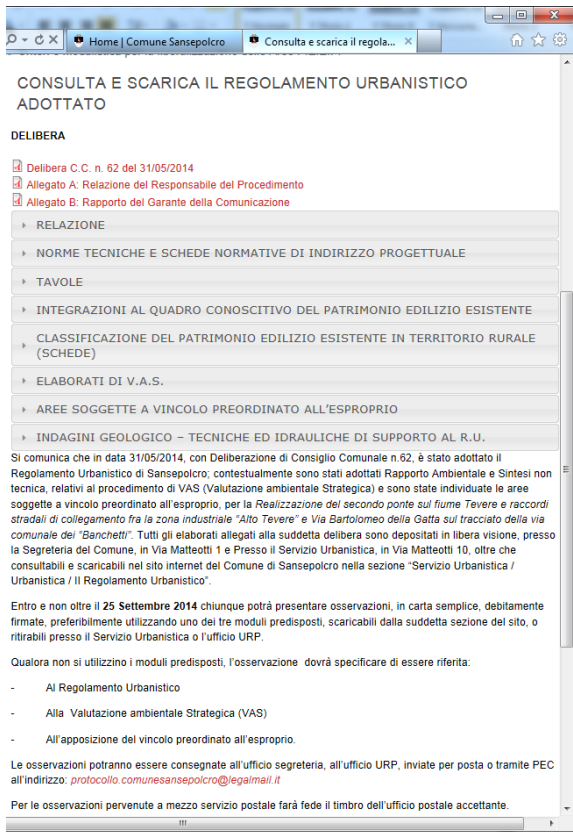 Home | Comune Sansepolcro
Consulta e scarica il regola...
CONSULTA E SCARICA IL REGOLAMENTO URBANISTICO
ADOTTATO
DELIBERA
Delibera C.C. n. 62 del 31/05/2014
Allegato A: Relazione del Responsabile del Procedimento
Allegato B: Rapporto del Garante della Comunicazione
RELAZIONE
NORME TECNICHE E SCHEDE NORMATIVE DI INDIRIZZO PROGETTUALE
TAVOLE
INTEGRAZIONI AL QUADRO CONOSCITIVO DEL PATRIMONIO EDILIZIO ESISTENTE
CLASSIFICAZIONE DEL PATRIMONIO EDILIZIO ESISTENTE IN TERRITORIO RURALE
(SCHEDE)
ELABORATI DI V.A.S.
AREE SOGGETTE A VINCOLO PREORDINATO ALL'ESPROPRIO
INDAGINI GEOLOGICO – TECNICHE ED IDRAULICHE DI SUPPORTO AL R.U.
Si comunica che in data 31/05/2014, con Deliberazione di Consiglio Comunale n.62, è stato adottato il
Regolamento Urbanistico di Sansepolcro; contestualmente sono stati adottati Rapporto Ambientale e Sintesi non
tecnica, relativi al procedimento di VAS (Valutazione ambientale Strategica) e sono state individuate le aree
soggette a vincolo preordinato all'esproprio, per la Realizzazione del secondo ponte sul fiume Tevere e raccordi
stradali di collegamento fra la zona industriale "Alto Tevere" e Via Bartolomeo della Gatta sul tracciato della via
comunale dei "Banchetti". Tutti gli elaborati allegati alla suddetta delibera sono depositati in libera visione, presso
la Segreteria del Comune, in Via Matteotti 1 e Presso il Servizio Urbanistica, in Via Matteotti 10, oltre che
consultabili e scaricabili nel sito internet del Comune di Sansepolcro nella sezione "Servizio Urbanistica /
Urbanistica / II Regolamento Urbanistico".
Entro e non oltre il 25 Settembre 2014 chiunque potrà presentare osservazioni, in carta semplice, debitamente
firmate, preferibilmente utilizzando uno dei tre moduli predisposti, scaricabili dalla suddetta sezione del sito, o
ritirabili presso il Servizio Urbanistica o l'ufficio URP.
Qualora non si utilizzino i moduli predisposti, l'osservazione dovrà specificare di essere riferita:
- Al Regolamento Urbanistico
- Alla Valutazione ambientale Strategica (VAS)
- All'apposizione del vincolo preordinato all'esproprio.
Le osservazioni potranno essere consegnate all'ufficio segreteria, all'ufficio URP, inviate per posta o tramite PEC
all'indirizzo: protocollo.comunesansepolcro@legalmail.it
Per le osservazioni pervenute a mezzo servizio postale farà fede il timbro dell'ufficio postale accettante.